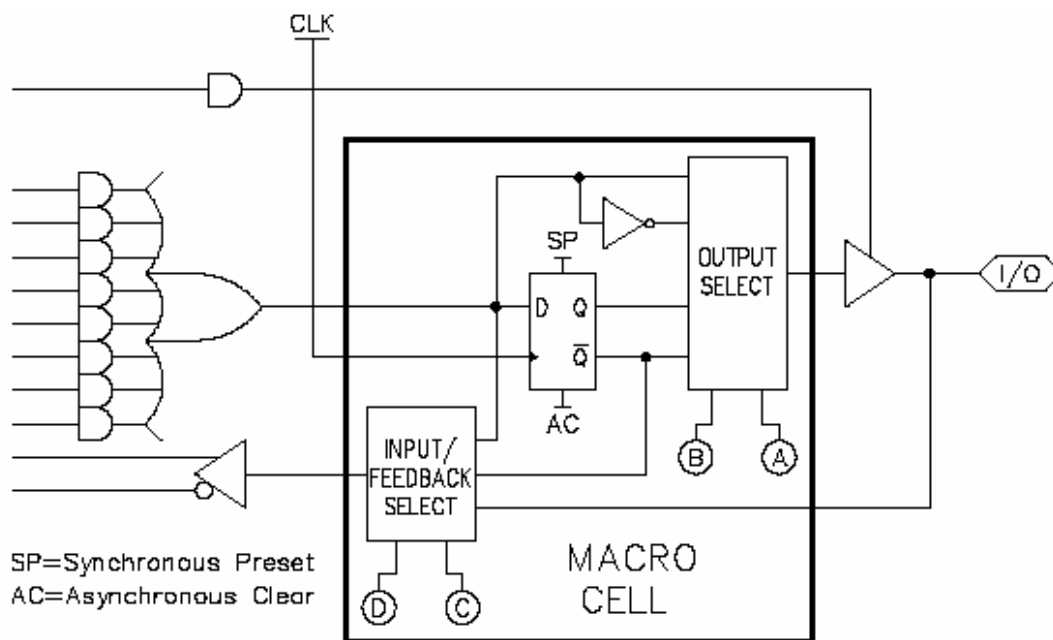 CLK
SP
D Q
Q̅
AC
OUTPUT
SELECT
I/O
B A
INPUT/
FEEDBACK
SELECT
D C
MACRO
CELL
SP=Synchronous Preset
AC=Asynchronous Clear